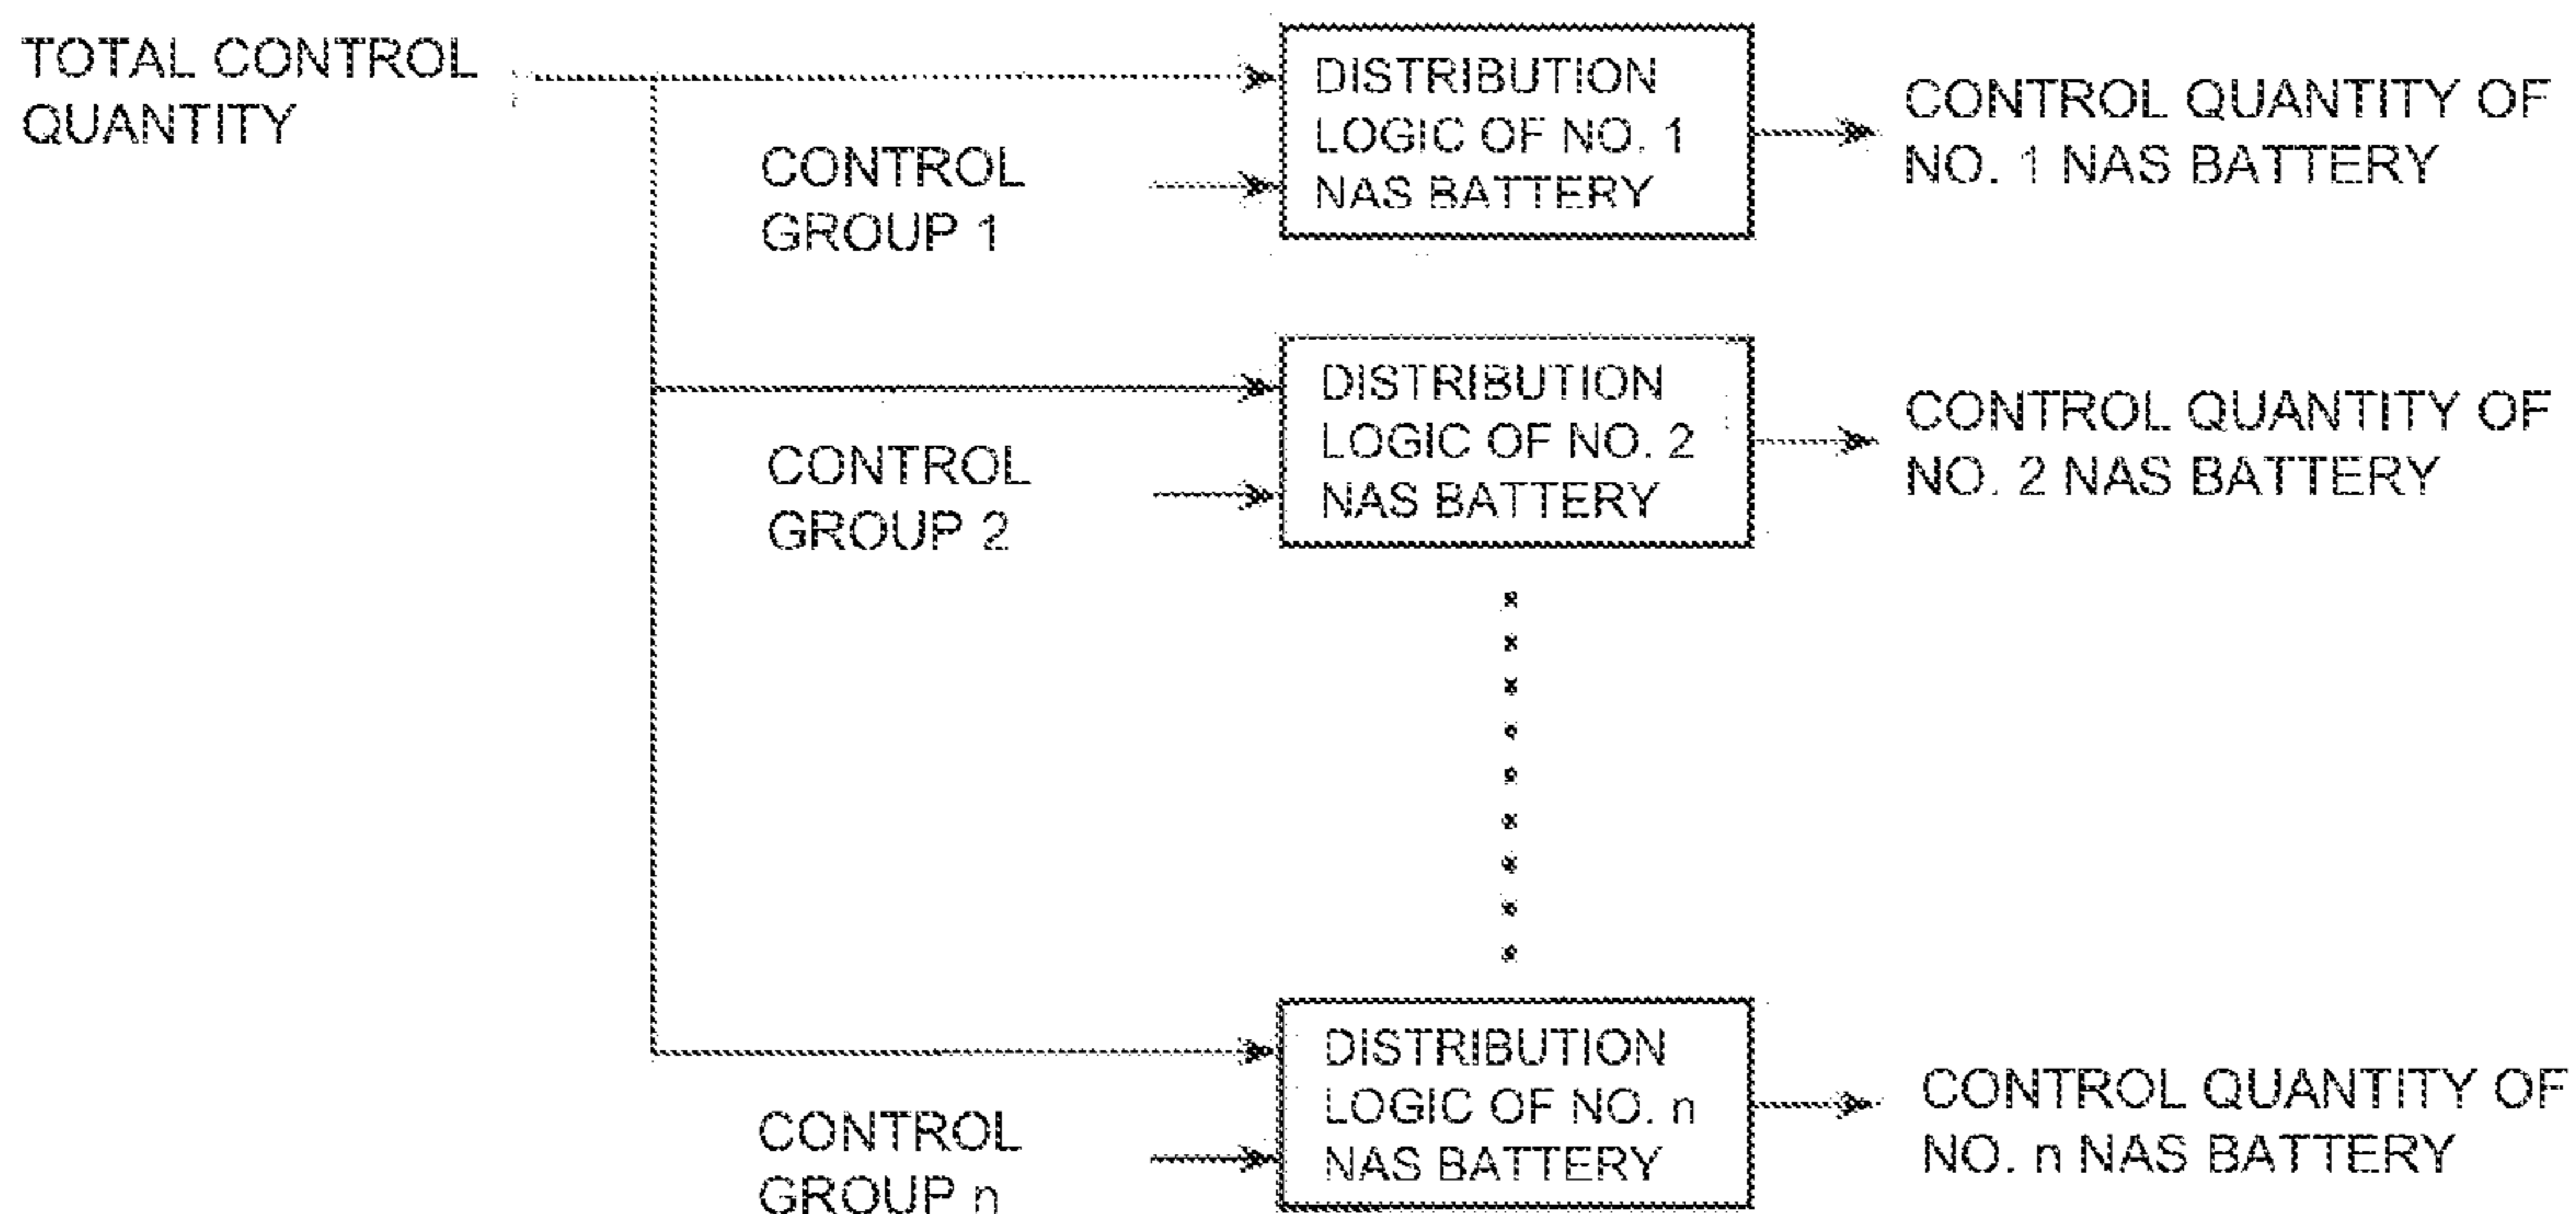 TOTAL CONTROL
QUANTITY
CONTROL
GROUP 1
DISTRIBUTION
LOGIC OF NO. 1
NAS BATTERY
CONTROL QUANTITY OF
NO. 1 NAS BATTERY
CONTROL
GROUP 2
DISTRIBUTION
LOGIC OF NO. 2
NAS BATTERY
CONTROL QUANTITY OF
NO. 2 NAS BATTERY
CONTROL
GROUP n
DISTRIBUTION
LOGIC OF NO. n
NAS BATTERY
CONTROL QUANTITY OF
NO. n NAS BATTERY